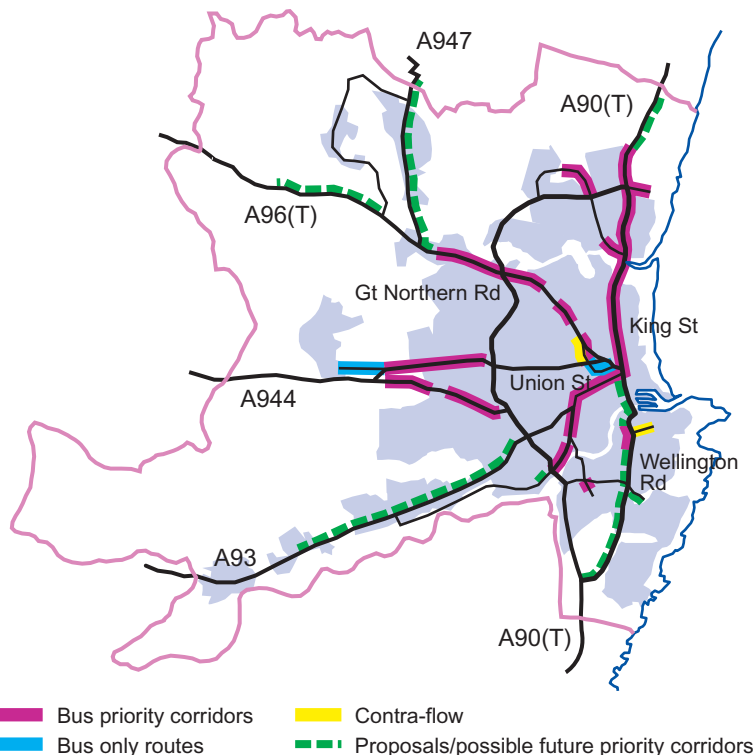 A947
A90(T)
A96(T)
Gt Northern Rd
King St
Union St
A944
Wellington
Rd
A93
A90(T)
Bus priority corridors
Contra-flow
Bus only routes
Proposals/possible future priority corridors